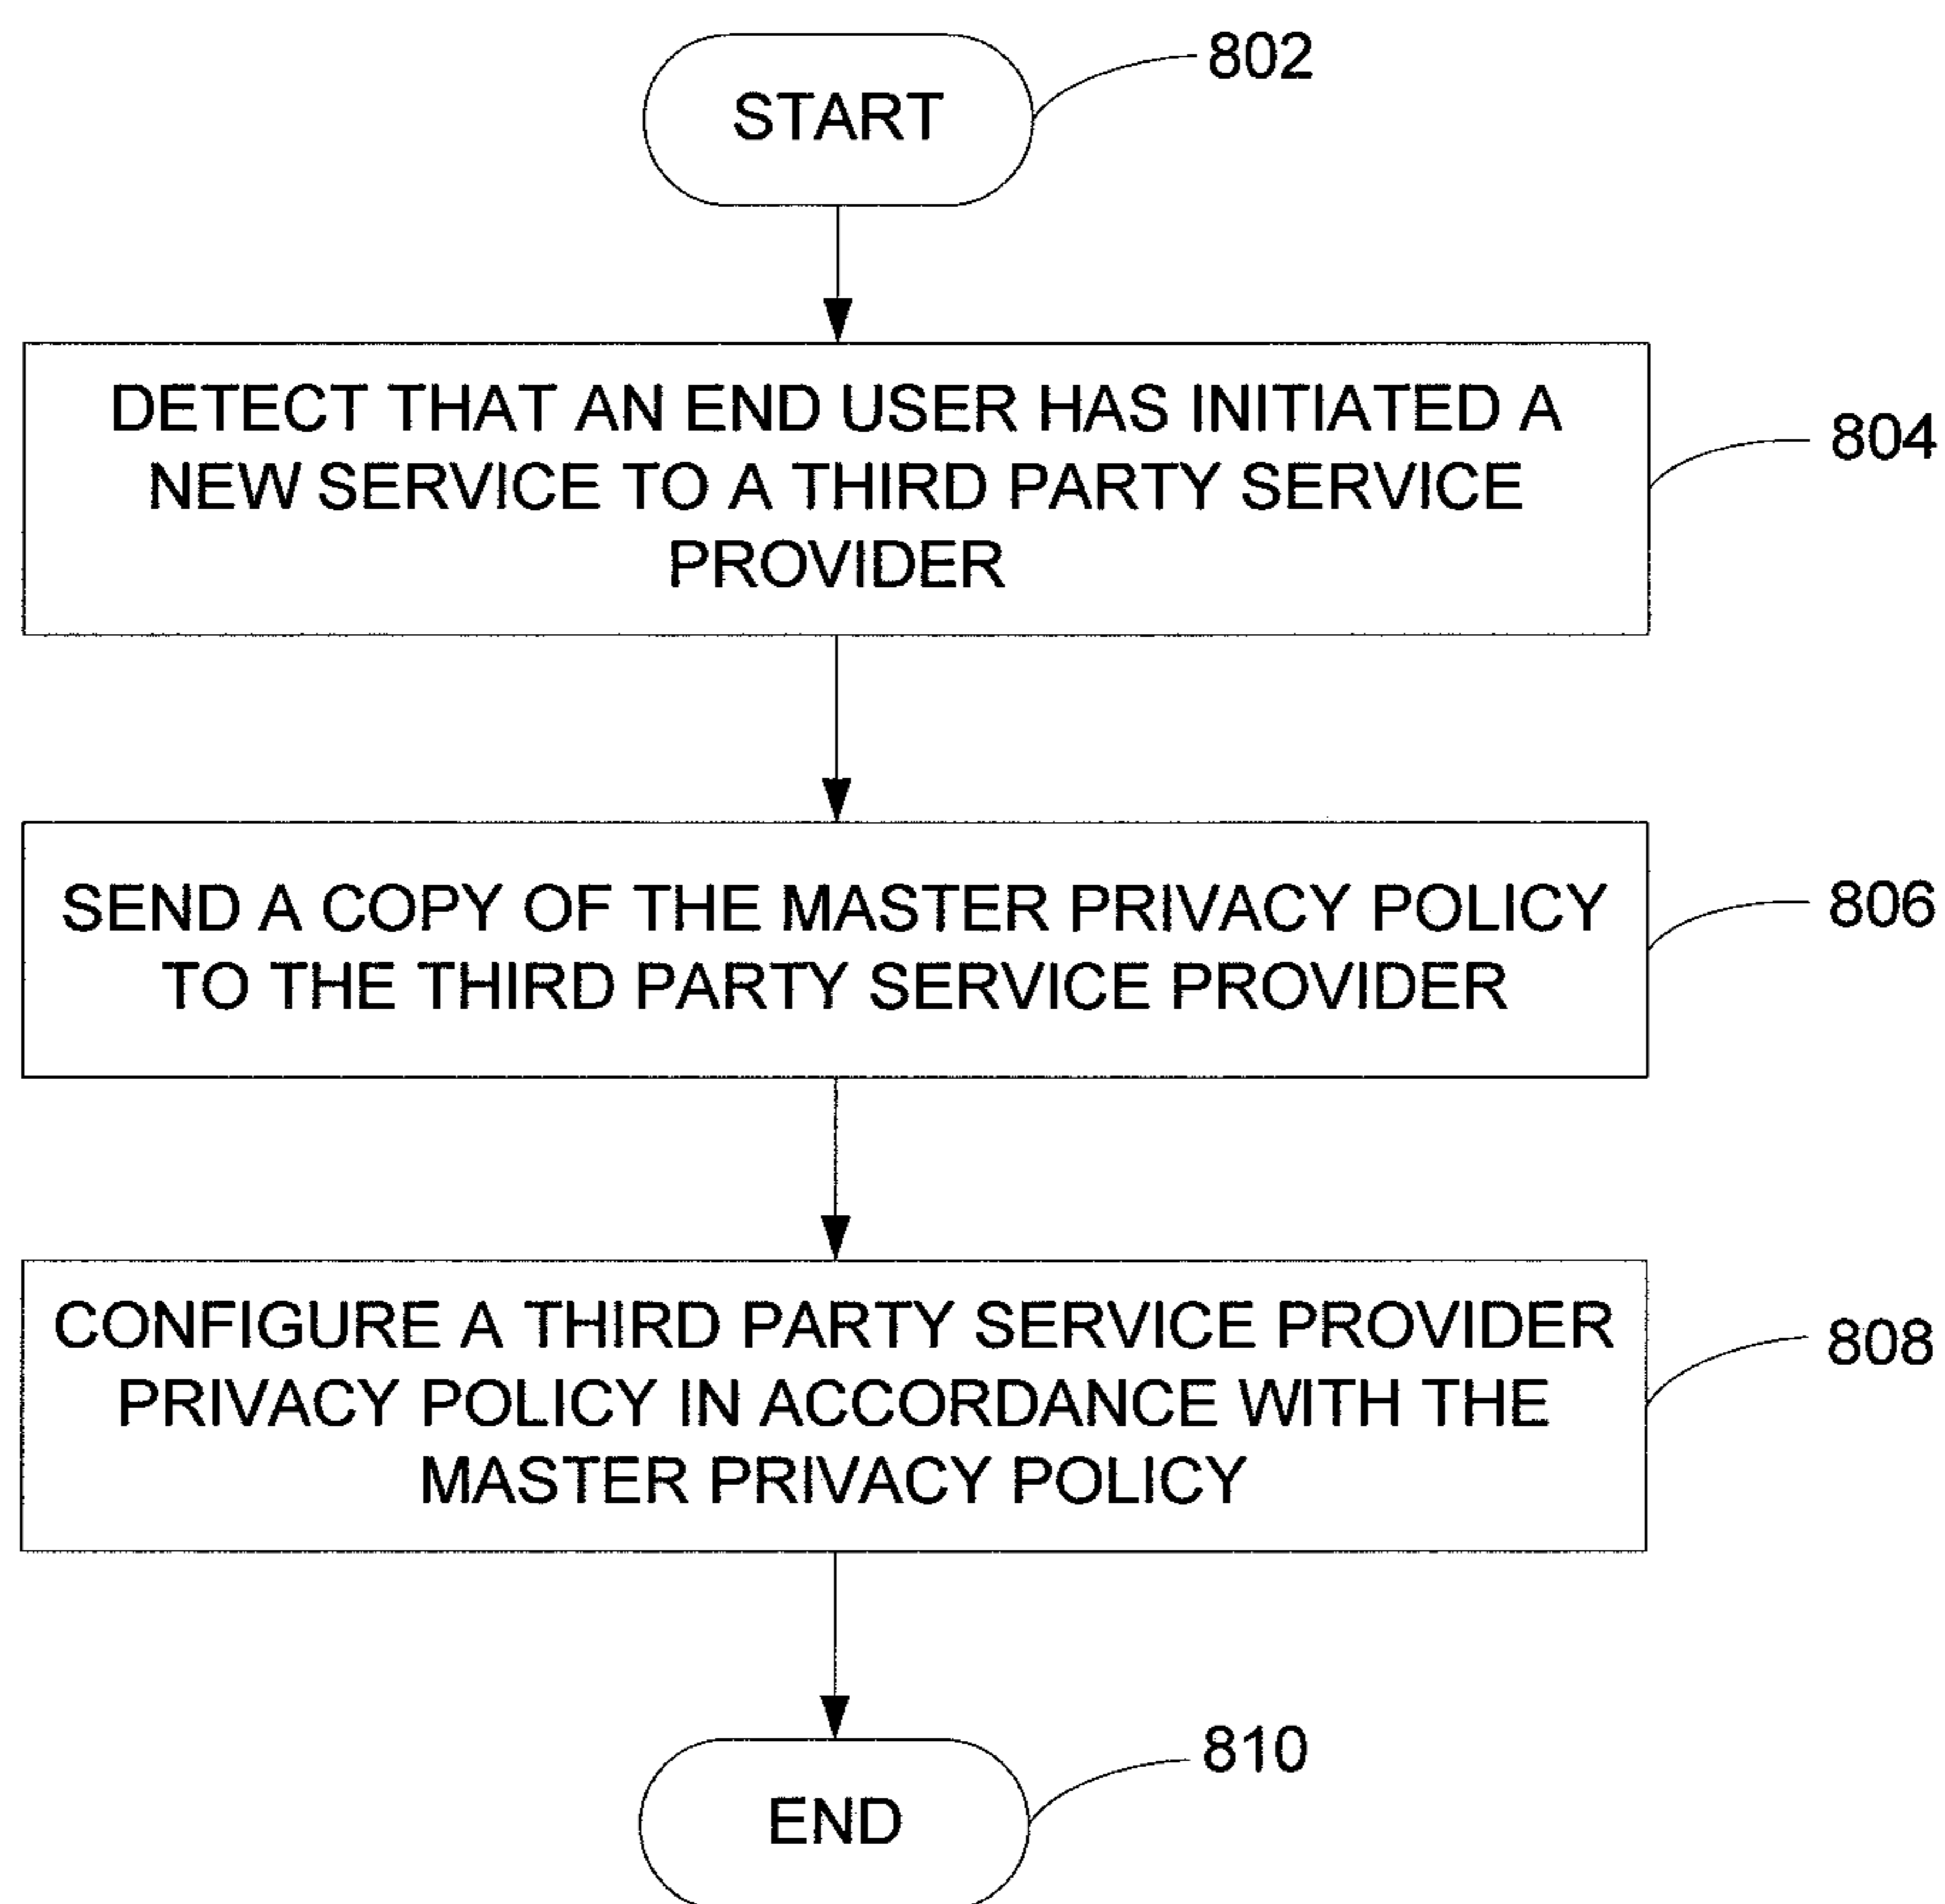 START
802
DETECT THAT AN END USER HAS INITIATED A
NEW SERVICE TO A THIRD PARTY SERVICE
PROVIDER
804
SEND A COPY OF THE MASTER PRIVACY POLICY
TO THE THIRD PARTY SERVICE PROVIDER
806
CONFIGURE A THIRD PARTY SERVICE PROVIDER
PRIVACY POLICY IN ACCORDANCE WITH THE
MASTER PRIVACY POLICY
808
END
810